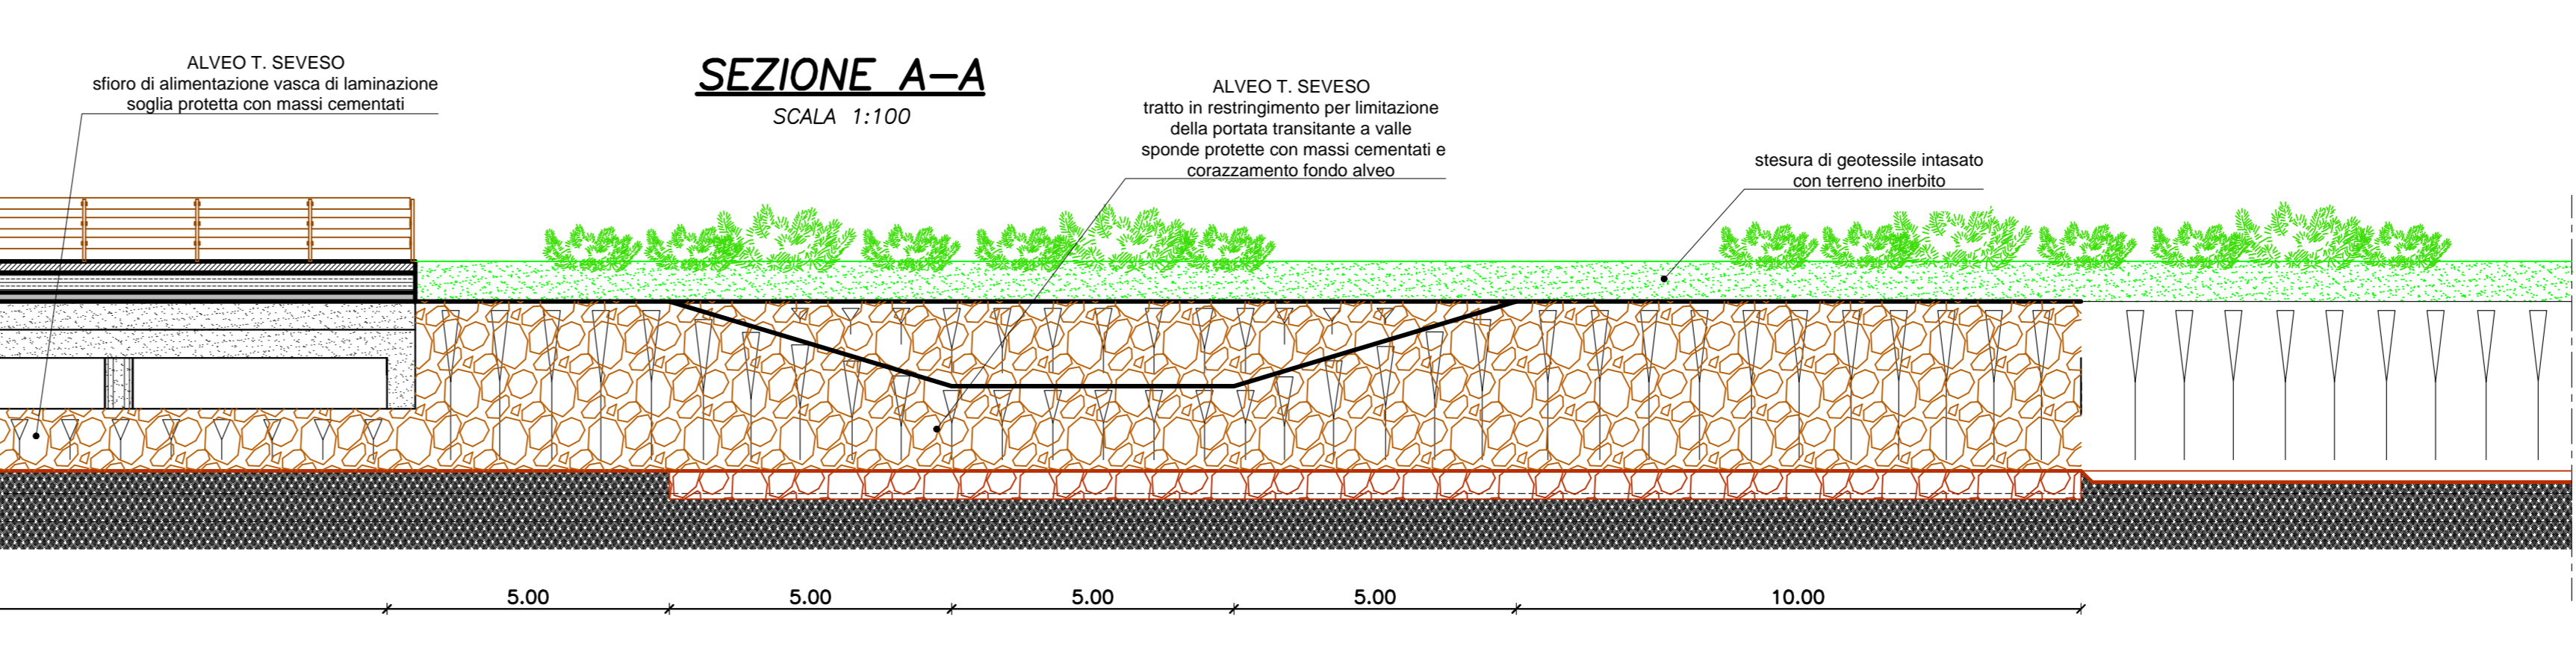 SEZIONE A-A
SCALA 1:100
ALVEO T. SEVESO
sfioro di alimentazione vasca di laminazione
soglia protetta con massi cementati
ALVEO T. SEVESO
tratto in restringimento per limitazione
della portata transitante a valle
sponde protette con massi cementati e
corazzamento fondo alveo
stesura di geotessile intasato
con terreno inerbito
5.00
5.00
5.00
5.00
10.00